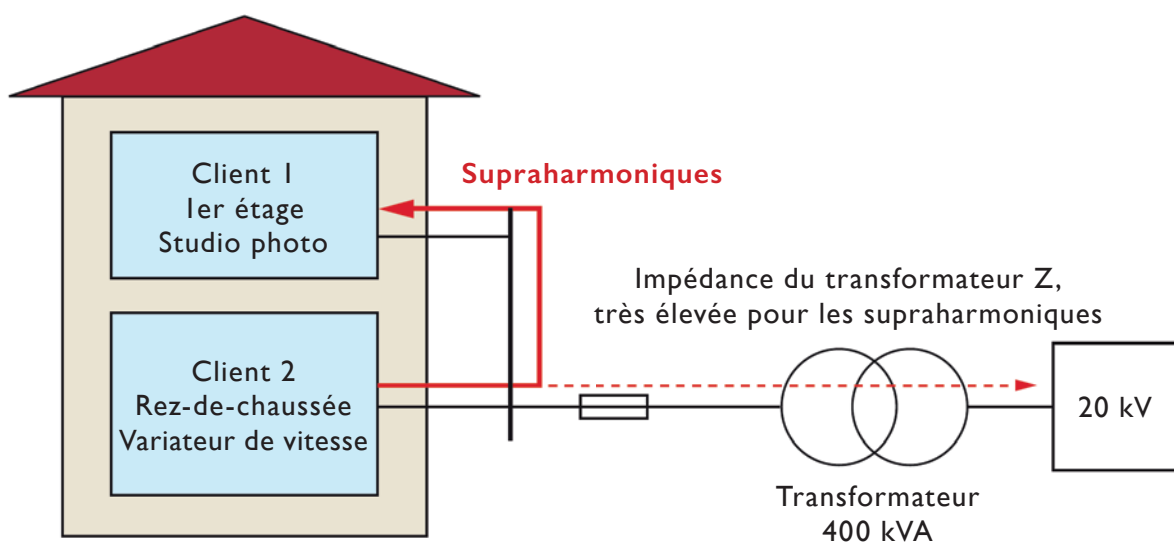 Client 1
1er étage
Studio photo
Supraharmoniques
Impédance du transformateur Z,
très élevée pour les supraharmoniques
Client 2
Rez-de-chaussée
Variateur de vitesse
20 kV
Transformateur
400 kVA